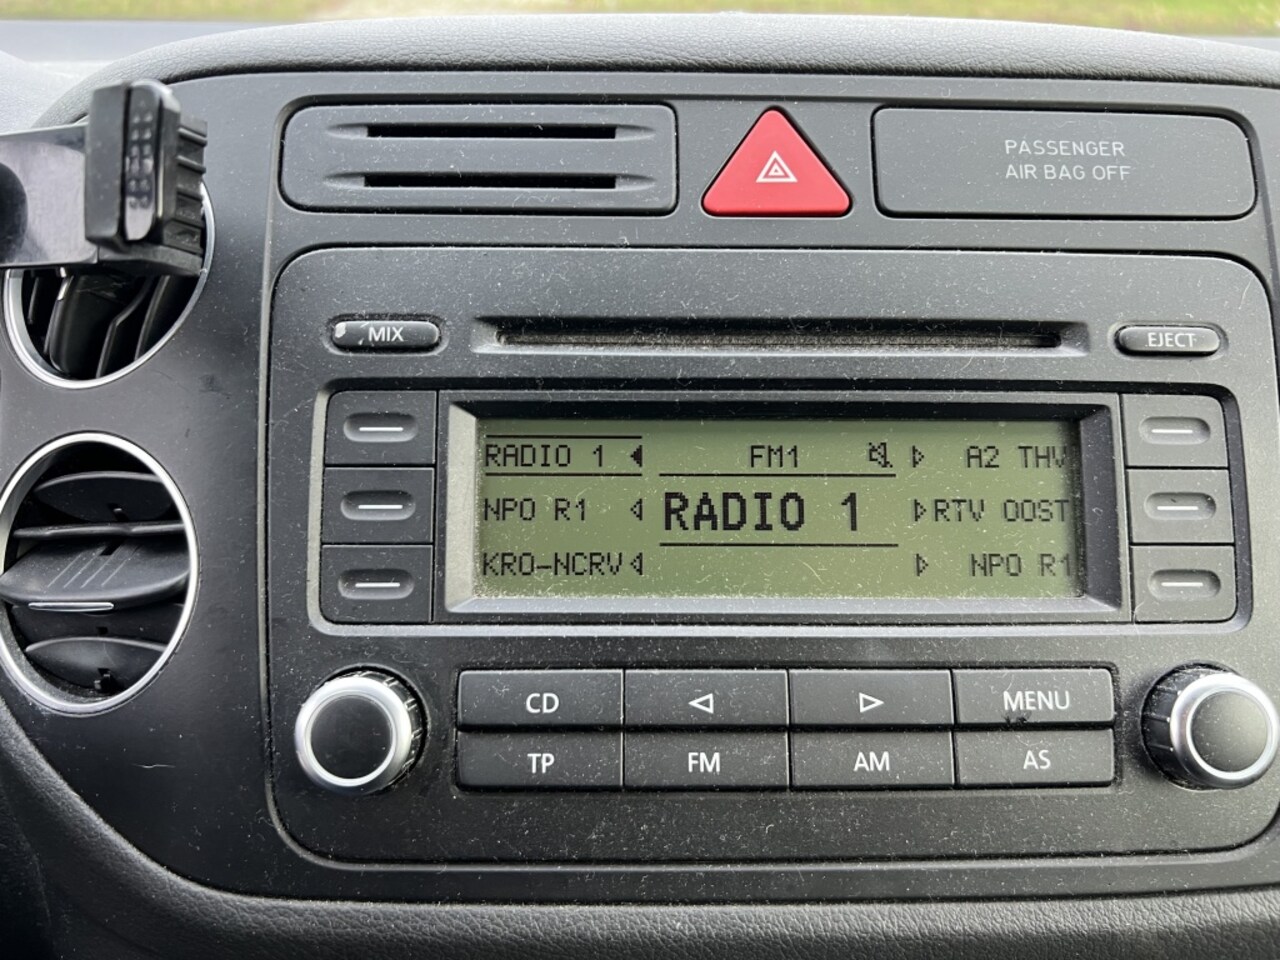 PASSENGER
AIR BAG OFF
MIX
EJECT
RADIO 1
FM1
A2 THV
NPO R1
RADIO 1
RTV OOST
KRO-NCRV
NPO R1
CD
MENU
TP
FM
AM
AS